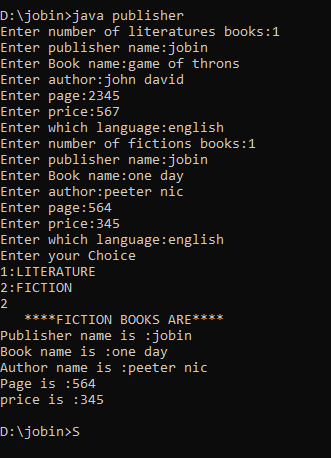 D:\jobin>java publisher
Enter number of literatures books:1
Enter publisher name:jobin
Enter Book name:game of throns
Enter author:john david
Enter page:2345
Enter price:567
Enter which language:english
Enter number of fictions books:1
Enter publisher name:jobin
Enter Book name:one day
Enter author:peeter nic
Enter page:564
Enter price:345
Enter which language:english
Enter your Choice
1:LITERATURE
2:FICTION
2
   ****FICTION BOOKS ARE****
Publisher name is :jobin
Book name is :one day
Author name is :peeter nic
Page is :564
price is :345
D:\jobin>S